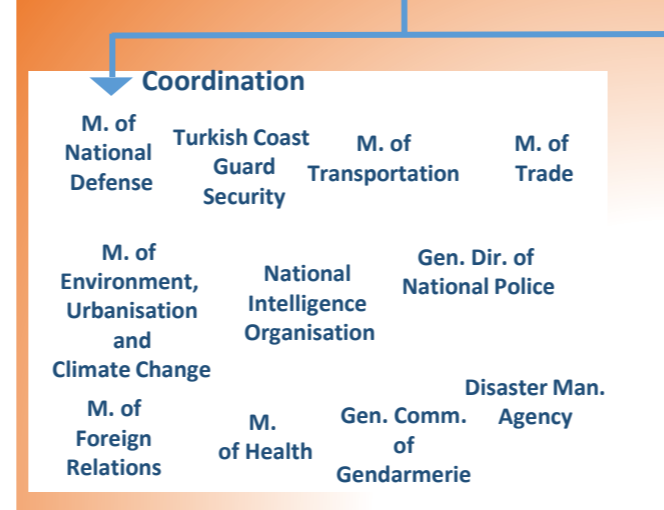 Coordination
M. of
National
Defense
Turkish Coast
Guard
Security
M. of
Transportation
M. of
Trade
M. of
Environment,
Urbanisation
and
Climate Change
National
Intelligence
Organisation
Gen. Dir. of
National Police
M. of
Foreign
Relations
M.
of Health
Gen. Comm.
of
Gendarmerie
Disaster Man.
Agency